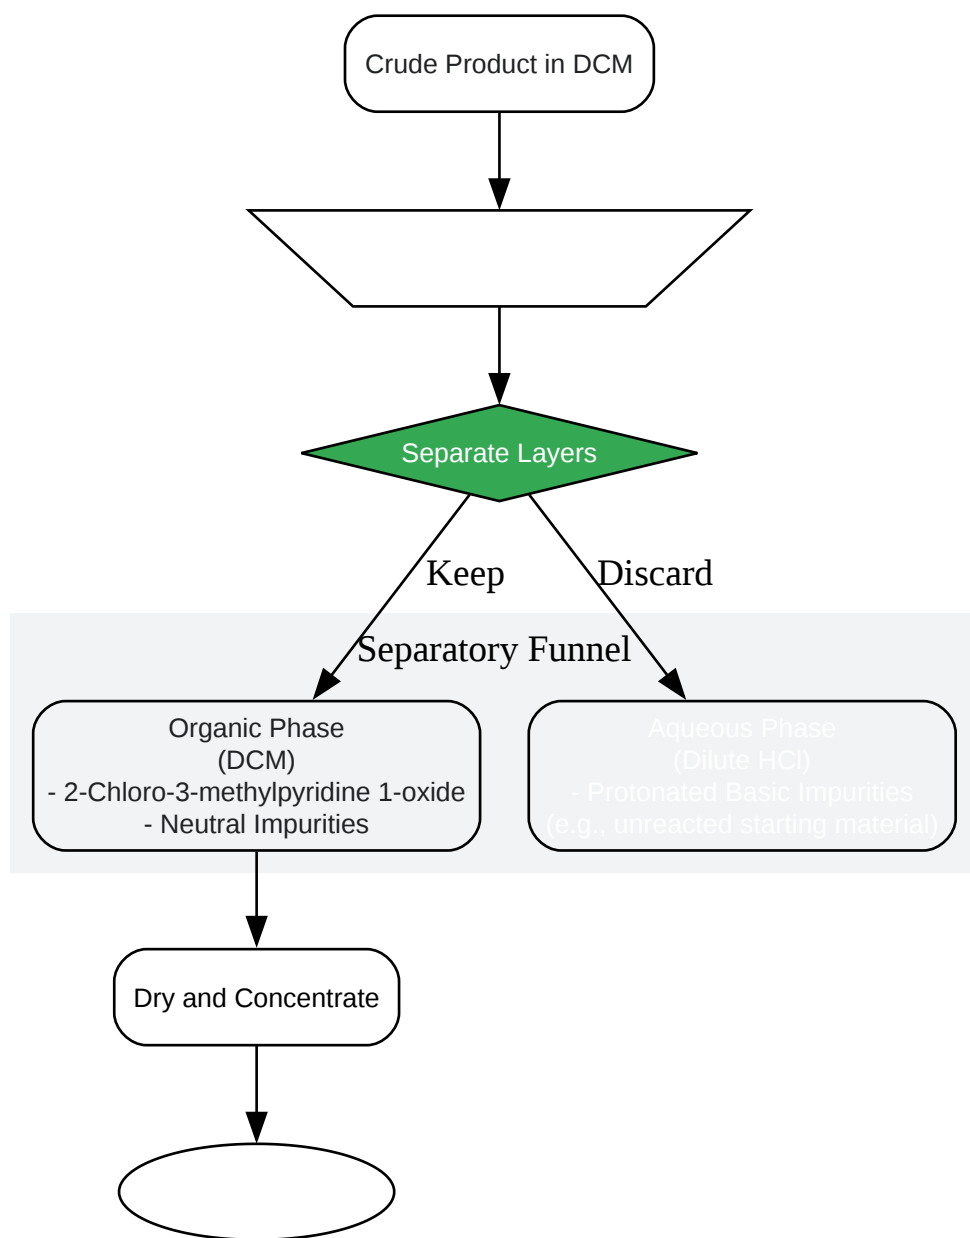 Crude Product in DCM
Separate Layers
Keep
Discard
Separatory Funnel
Organic Phase
(DCM)
- 2-Chloro-3-methylpyridine 1-oxide
- Neutral Impurities
Aqueous Phase
(Dilute HCl)
- Protonated Basic Impurities
(e.g., unreacted starting material)
Dry and Concentrate